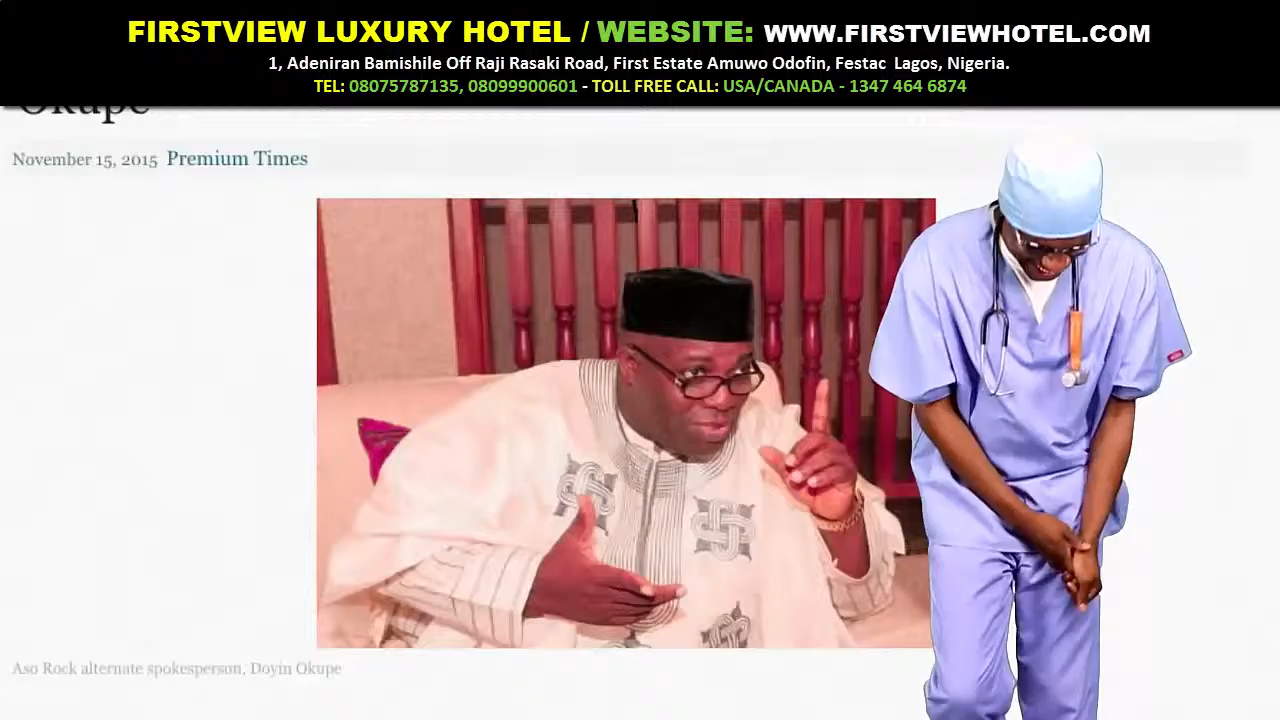 FIRSTVIEW LUXURY HOTEL / WEBSITE: WWW.FIRSTVIEWHOTEL.COM
1, Adeniran Bamishile Off Raji Rasaki Road, First Estate Amuwo Odofin, Festac Lagos, Nigeria.
TEL: 08075787135, 08099900601 - TOLL FREE CALL: USA/CANADA - 1347 464 6874
Okupe
November 15, 2015 Premium Times
Aso Rock alternate spokesperson, Doyin Okupe